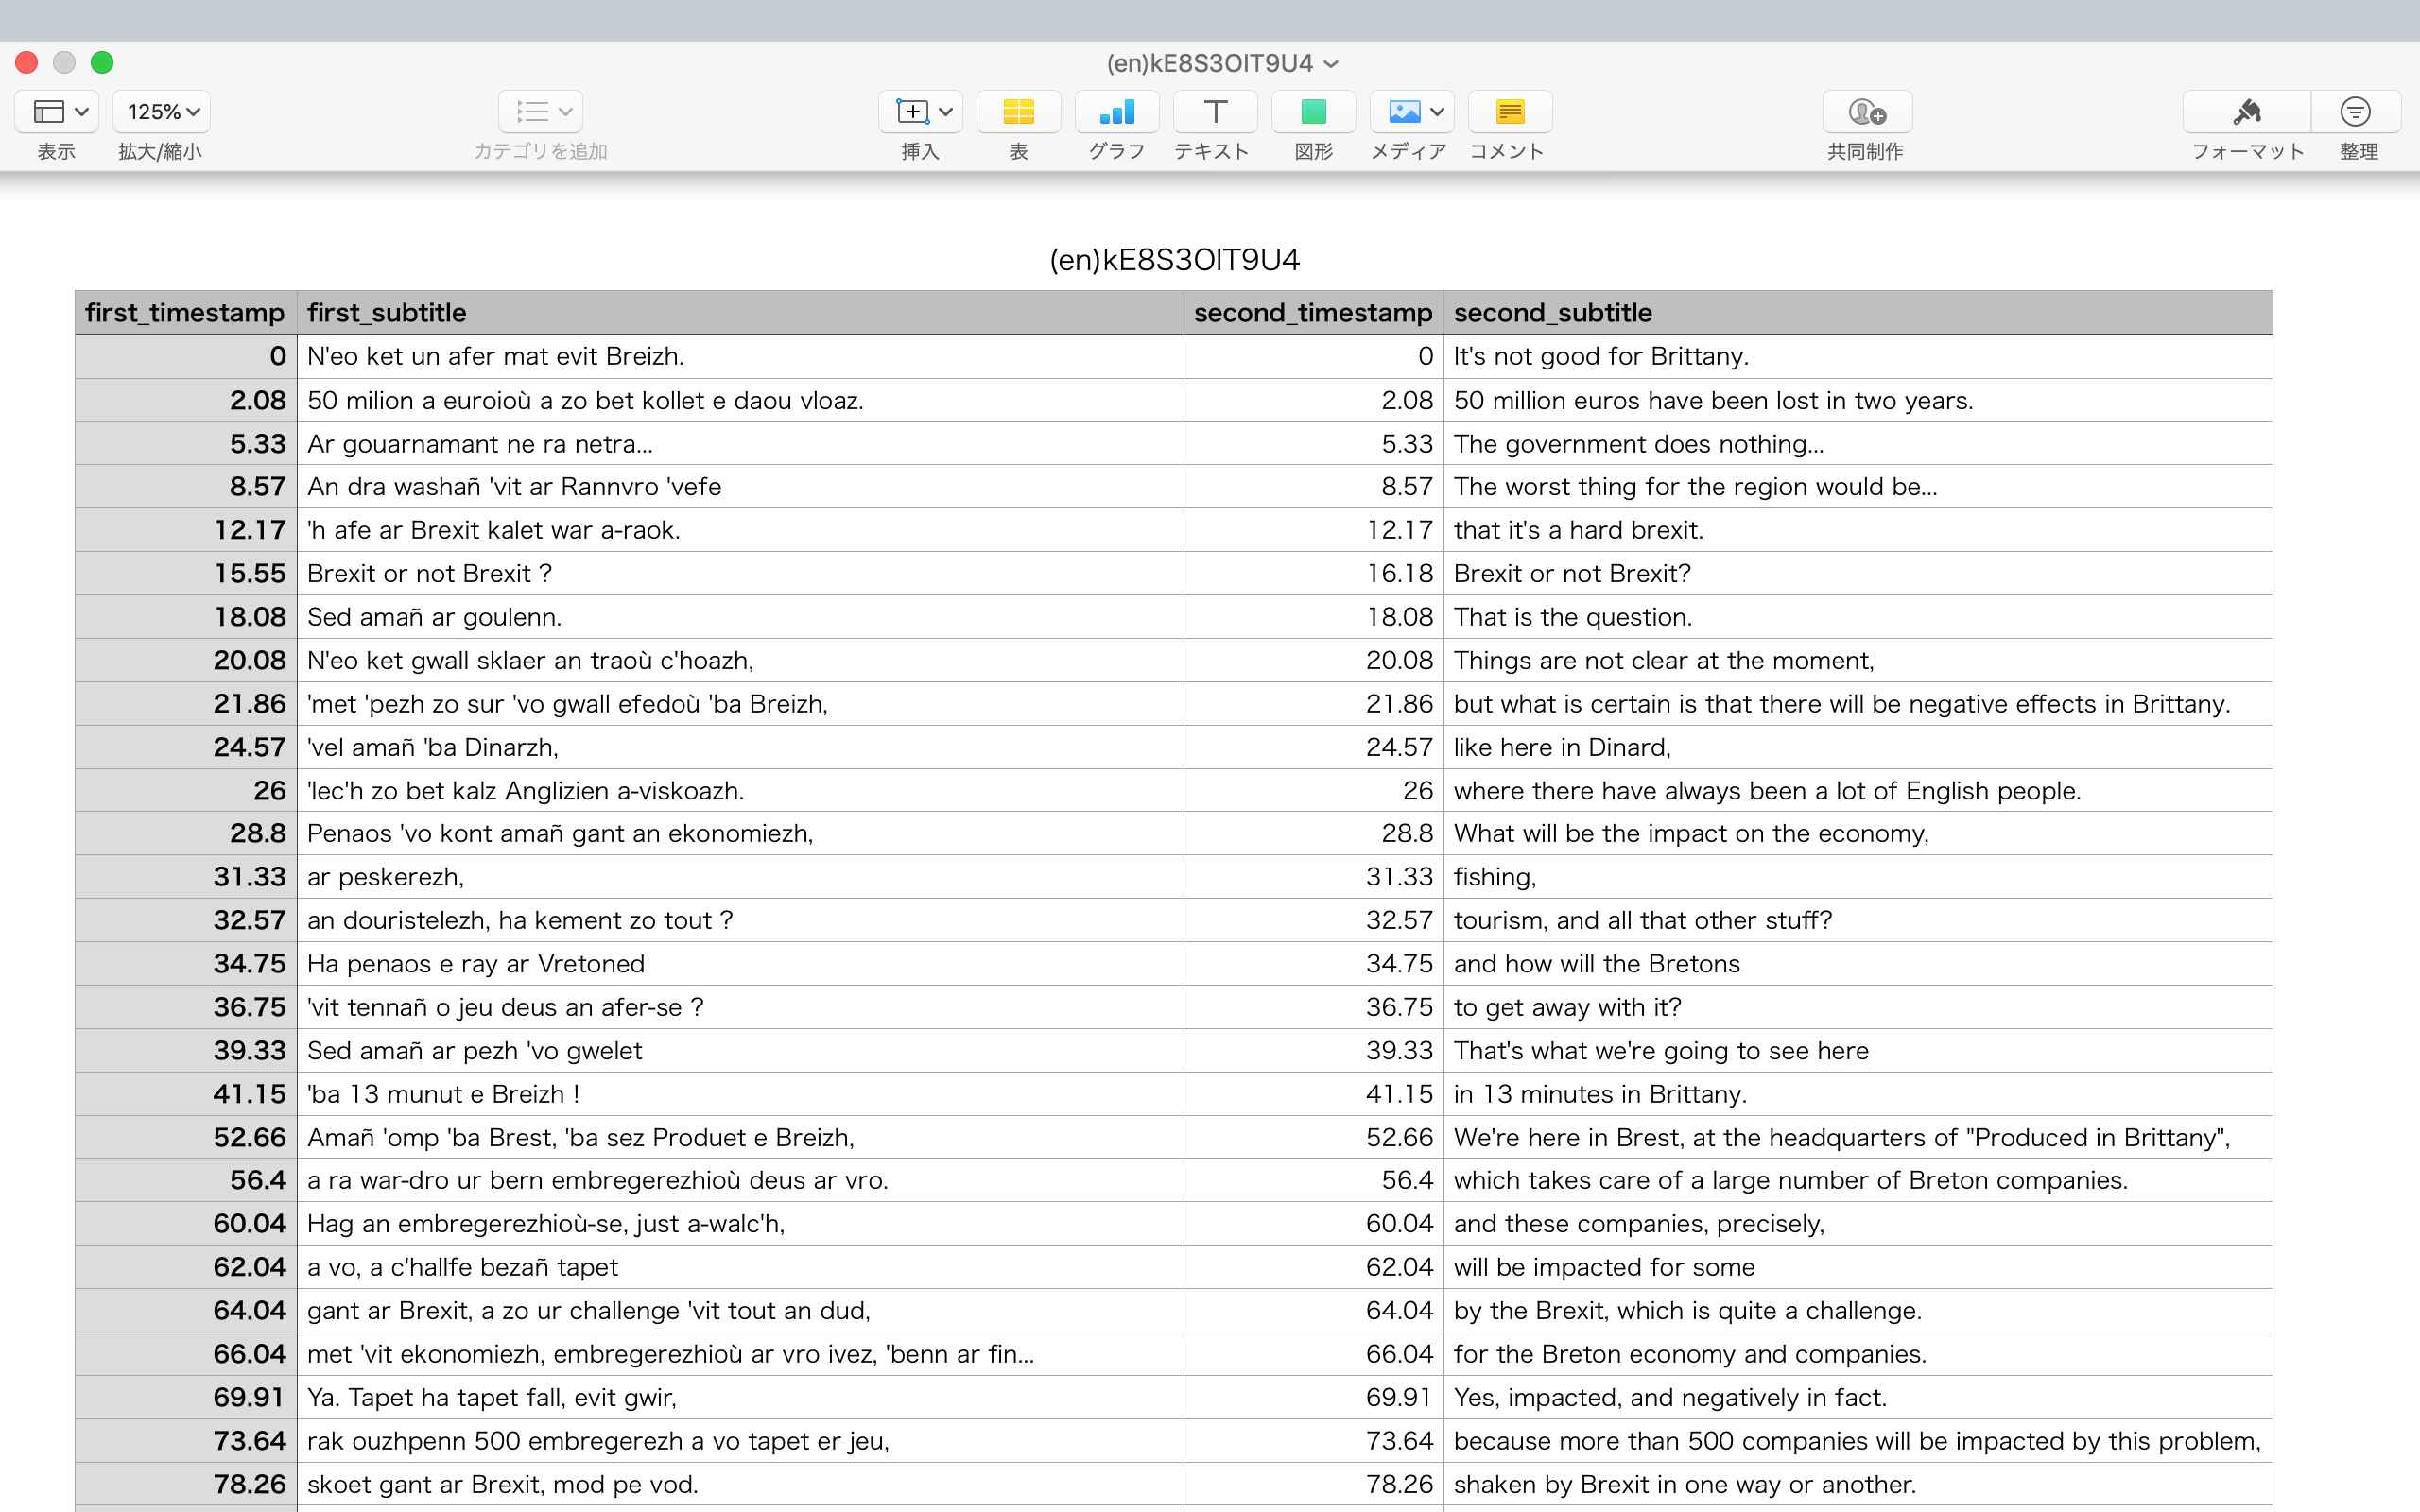 (en)kE8S3OIT9U4
125%
表示
拡大/縮小
カテゴリを追加
挿入
表
グラフ
テキスト
図形
メディア
コメント
共同制作
フォーマット
整理
(en)kE8S3OIT9U4
first_timestamp first_subtitle second_timestamp second_subtitle
0 N'eo ket un afer mat evit Breizh. 0 It's not good for Brittany.
2.08 50 milion a euroioù a zo bet kollet e daou vloaz. 2.08 50 million euros have been lost in two years.
5.33 Ar gouarnamant ne ra netra... 5.33 The government does nothing...
8.57 An dra washañ 'vit ar Rannvro 'vefe 8.57 The worst thing for the region would be...
12.17 'h afe ar Brexit kalet war a-raok. 12.17 that it's a hard brexit.
15.55 Brexit or not Brexit ? 16.18 Brexit or not Brexit?
18.08 Sed amañ ar goulenn. 18.08 That is the question.
20.08 N'eo ket gwall sklaer an traoù c'hoazh, 20.08 Things are not clear at the moment,
21.86 'met 'pezh zo sur 'vo gwall efedoù 'ba Breizh, 21.86 but what is certain is that there will be negative effects in Brittany.
24.57 'vel amañ 'ba Dinarzh, 24.57 like here in Dinard,
26 'lec'h zo bet kalz Anglizien a-viskoazh. 26 where there have always been a lot of English people.
28.8 Penaos 'vo kont amañ gant an ekonomiezh, 28.8 What will be the impact on the economy,
31.33 ar peskerezh, 31.33 fishing,
32.57 an douristelezh, ha kement zo tout ? 32.57 tourism, and all that other stuff?
34.75 Ha penaos e ray ar Vretoned 34.75 and how will the Bretons
36.75 'vit tennañ o jeu deus an afer-se ? 36.75 to get away with it?
39.33 Sed amañ ar pezh 'vo gwelet 39.33 That's what we're going to see here
41.15 'ba 13 munut e Breizh ! 41.15 in 13 minutes in Brittany.
52.66 Amañ 'omp 'ba Brest, 'ba sez Produet e Breizh, 52.66 We're here in Brest, at the headquarters of "Produced in Brittany",
56.4 a ra war-dro ur bern embregerezhioù deus ar vro. 56.4 which takes care of a large number of Breton companies.
60.04 Hag an embregerezhioù-se, just a-walc'h, 60.04 and these companies, precisely,
62.04 a vo, a c'hallfe bezañ tapet 62.04 will be impacted for some
64.04 gant ar Brexit, a zo ur challenge 'vit tout an dud, 64.04 by the Brexit, which is quite a challenge.
66.04 met 'vit ekonomiezh, embregerezhioù ar vro ivez, 'benn ar fin... 66.04 for the Breton economy and companies.
69.91 Ya. Tapet ha tapet fall, evit gwir, 69.91 Yes, impacted, and negatively in fact.
73.64 rak ouzhpenn 500 embregerezh a vo tapet er jeu, 73.64 because more than 500 companies will be impacted by this problem,
78.26 skoet gant ar Brexit, mod pe vod. 78.26 shaken by Brexit in one way or another.